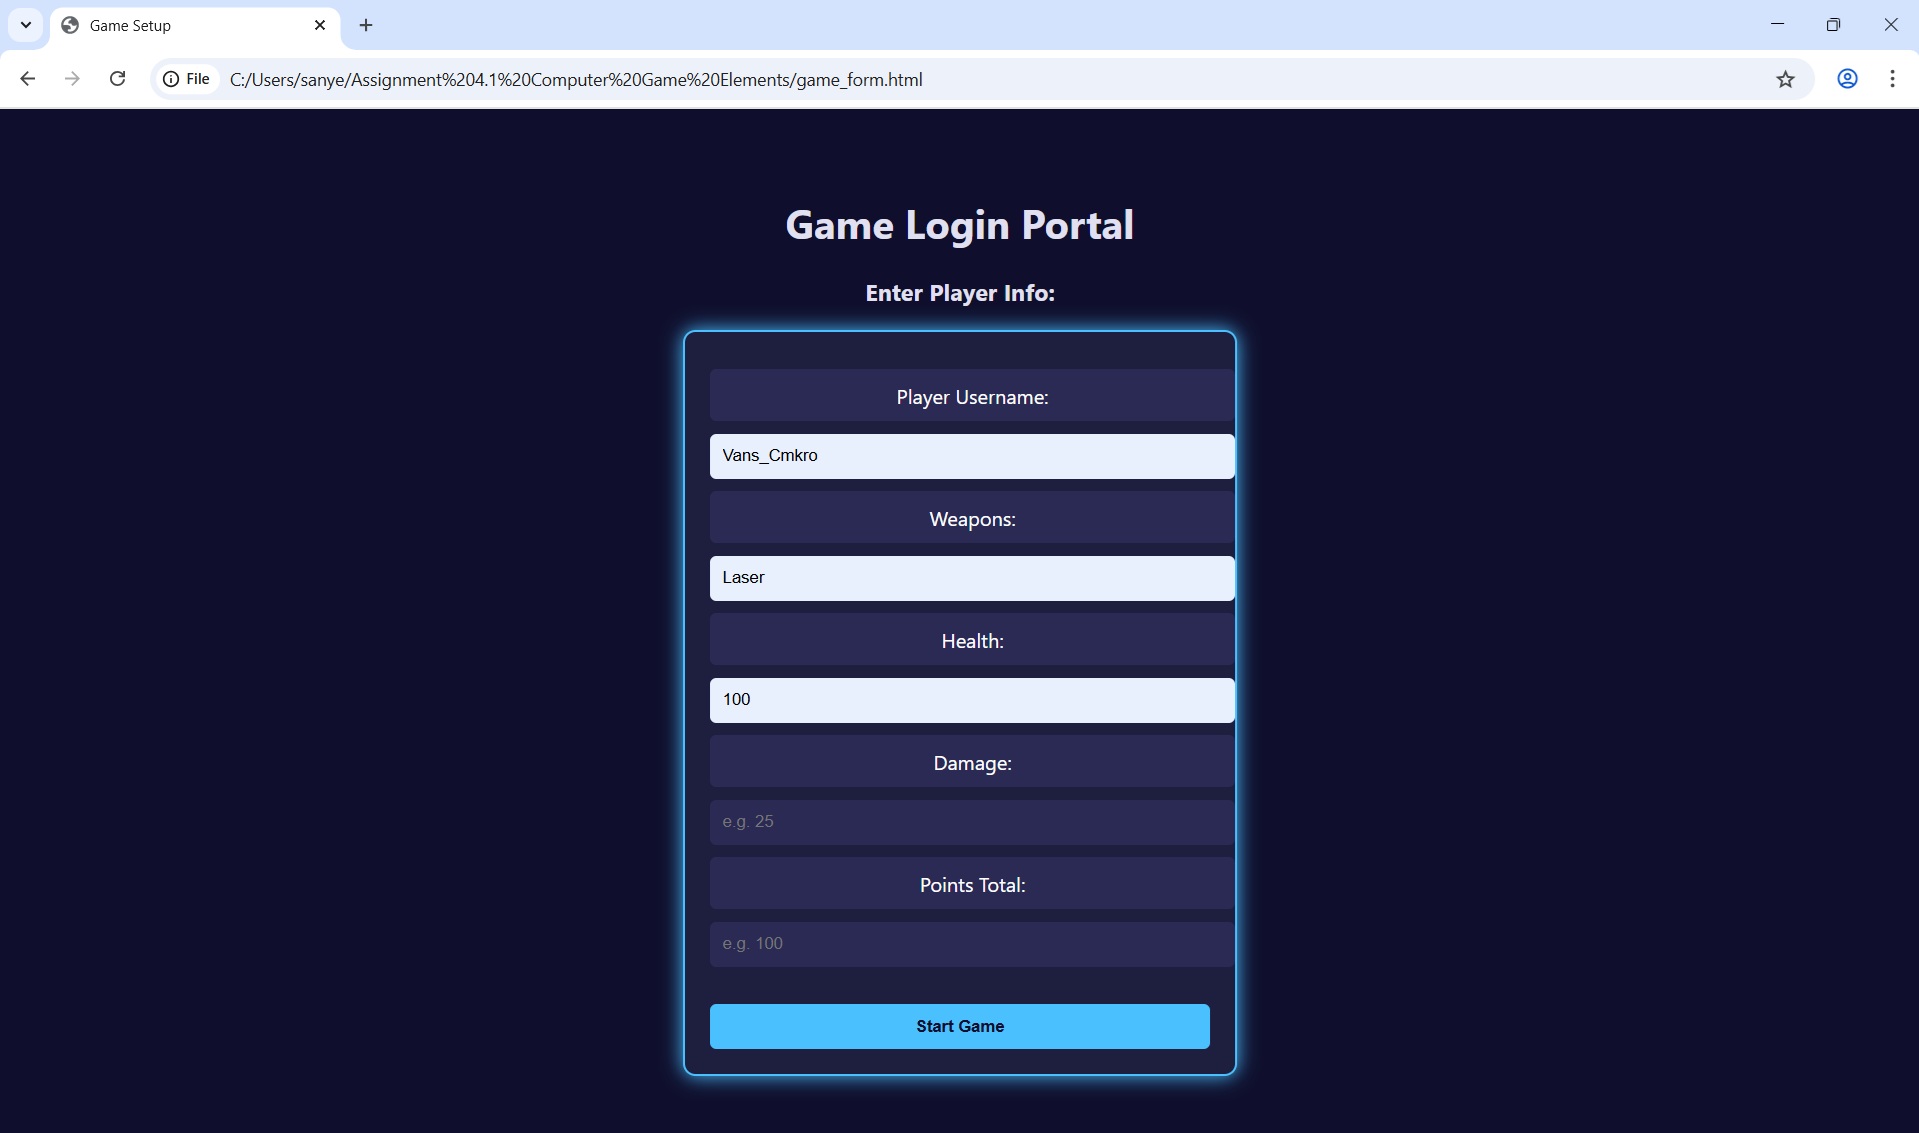 Game Setup
File
C:/Users/sanye/Assignment%204.1%20Computer%20Game%20Elements/game_form.html
Game Login Portal
Enter Player Info:
Player Username:
Vans_Cmkro
Weapons:
Laser
Health:
100
Damage:
e.g. 25
Points Total:
e.g. 100
Start Game